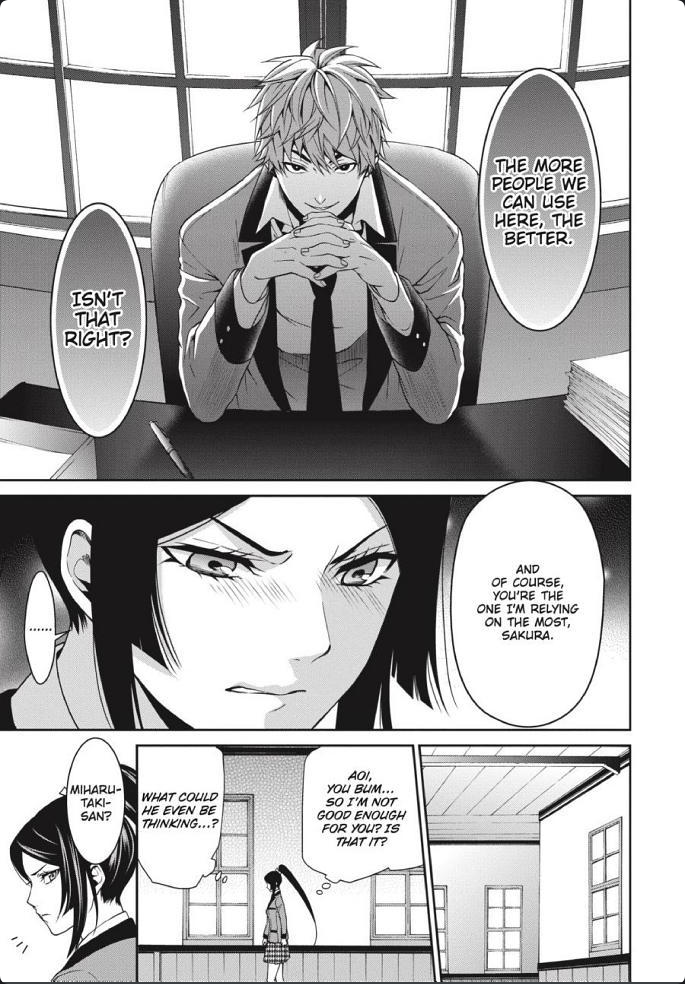 THE MORE
PEOPLE WE
CAN USE
HERE, THE
BETTER.
ISN'T
THAT
RIGHT?
AND
OF COURSE,
YOU'RE THE
ONE I'M RELYING
ON THE MOST,
SAKURA.
......
AOI,
YOU BUM...
SO I'M NOT
GOOD ENOUGH
FOR YOU? IS
THAT IT?
WHAT COULD
HE EVEN BE
THINKING...?
MIHARU-
TAKI-
SAN?